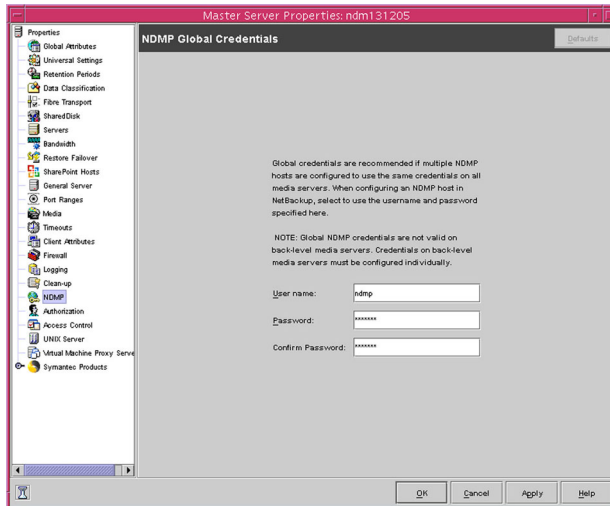 Master Server Properties: ndm131205
Properties
Global Attributes
Universal Settings
Retention Periods
Data Classification
Fibre Transport
SharedDisk
Servers
Bandwidth
Restore Failover
SharePoint Hosts
General Server
Port Ranges
Media
Timeouts
Client Attributes
Firewall
Logging
Clean-up
NDMP
Authorization
Access Control
UNIX Server
Virtual Machine Proxy Serve
Symantec Products
NDMP Global Credentials
Defaults
Global credentials are recommended if multiple NDMP
hosts are configured to use the same credentials on all
media servers. When configuring an NDMP host in
NetBackup, select to use the username and password
specified here.
NOTE: Global NDMP credentials are not valid on
back-level media servers. Credentials on back-level
media servers must be configured individually.
User name: ndmp
Password: *******
Confirm Password: *******
OK Cancel Apply Help